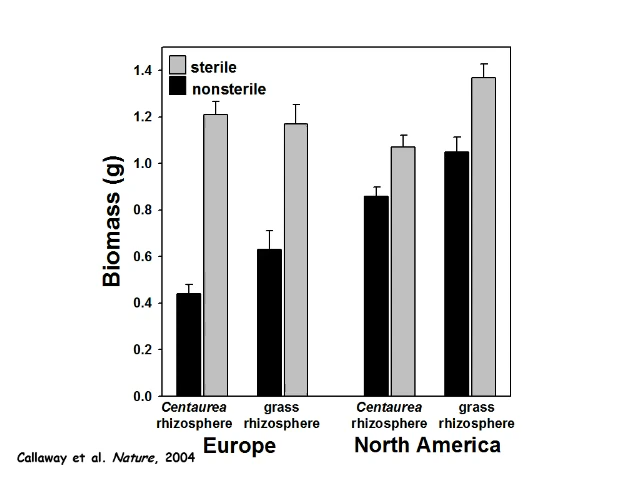 sterile
nonsterile
Biomass (g)
1.4
1.2
1.0
0.8
0.6
0.4
0.2
0.0
Centaurea rhizosphere
grass rhizosphere
Centaurea rhizosphere
grass rhizosphere
Europe
North America
Callaway et al. Nature, 2004